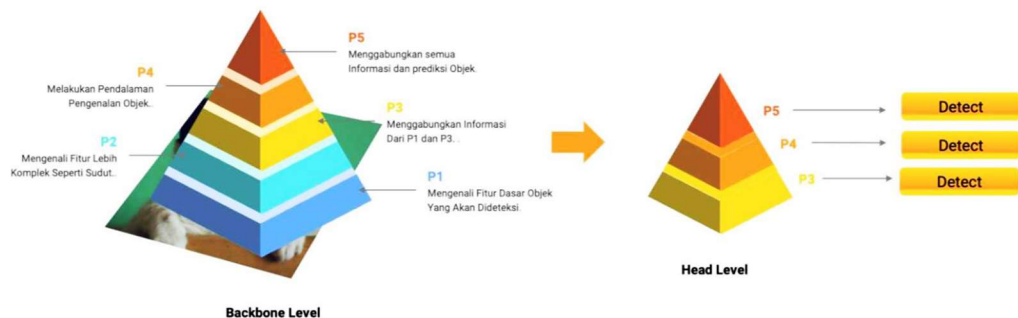 P5
Menggabungkan semua
Informasi dan prediksi Objek.
P4
Melakukan Pendalaman
Pengenalan Objek..
P3
Menggabungkan Informasi
Dari P1 dan P3. .
P2
Mengenali Fitur Lebih
Komplek Seperti Sudut..
P1
Mengenali Fitur Dasar Objek
Yang Akan Dideteksi.
Backbone Level
P5
Detect
P4
Detect
P3
Detect
Head Level